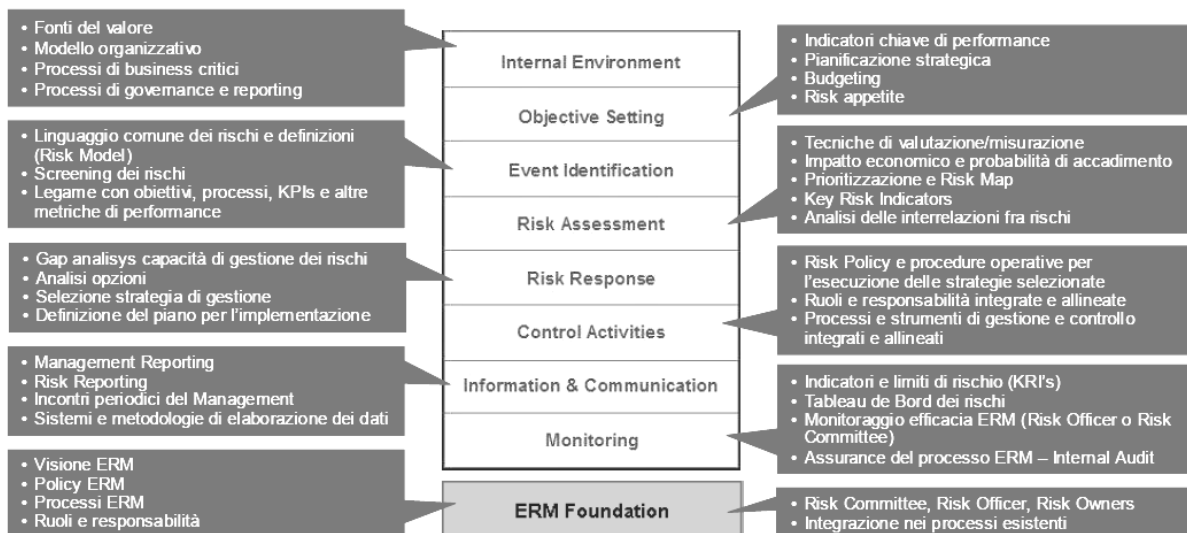 • Fonti del valore
• Modello organizzativo
• Processi di business critici
• Processi di governance e reporting
Internal Environment
• Indicatori chiave di performance
• Pianificazione strategica
• Budgeting
• Risk appetite
Objective Setting
• Linguaggio comune dei rischi e definizioni
(Risk Model)
• Screening dei rischi
• Legame con obiettivi, processi, KPIs e altre
metriche di performance
Event Identification
• Tecniche di valutazione/misurazione
• Impatto economico e probabilità di accadimento
• Prioritizzazione e Risk Map
• Key Risk Indicators
• Analisi delle interrelazioni fra rischi
Risk Assessment
• Gap analisys capacità di gestione dei rischi
• Analisi opzioni
• Selezione strategia di gestione
• Definizione del piano per l'implementazione
Risk Response
• Risk Policy e procedure operative per
l'esecuzione delle strategie selezionate
• Ruoli e responsabilità integrate e allineate
• Processi e strumenti di gestione e controllo
integrati e allineati
Control Activities
• Management Reporting
• Risk Reporting
• Incontri periodici del Management
• Sistemi e metodologie di elaborazione dei dati
Information & Communication
• Indicatori e limiti di rischio (KRI's)
• Tableau de Bord dei rischi
• Monitoraggio efficacia ERM (Risk Officer o Risk
Committee)
• Assurance del processo ERM – Internal Audit
Monitoring
• Visione ERM
• Policy ERM
• Processi ERM
• Ruoli e responsabilità
ERM Foundation
• Risk Committee, Risk Officer, Risk Owners
• Integrazione nei processi esistenti